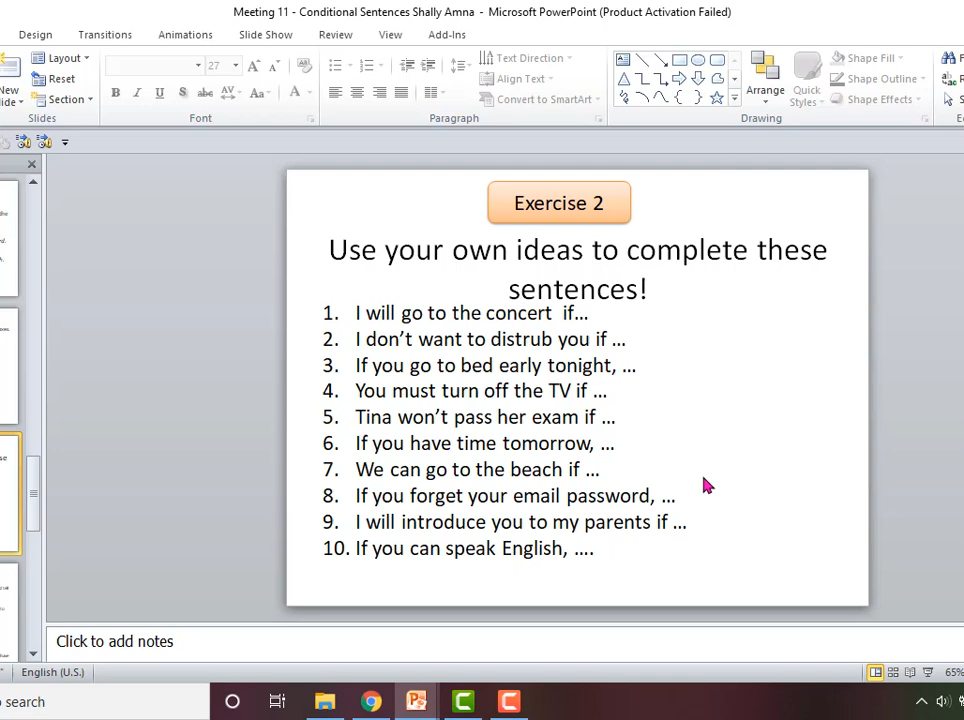 Meeting 11 - Conditional Sentences Shally Amna - Microsoft PowerPoint (Product Activation Failed)
Design Transitions Animations Slide Show Review View Add-Ins
Layout
Reset
Section
New
Slide
27
Text Direction
Align Text
Convert to SmartArt
Arrange
Quick
Styles
Shape Fill
Shape Outline
Shape Effects
Slides Font Paragraph Drawing
Exercise 2
Use your own ideas to complete these
sentences!
1. I will go to the concert if...
2. I don't want to distrub you if ...
3. If you go to bed early tonight, ...
4. You must turn off the TV if ...
5. Tina won't pass her exam if ...
6. If you have time tomorrow, ...
7. We can go to the beach if ...
8. If you forget your email password, ...
9. I will introduce you to my parents if ...
10. If you can speak English, ....
Click to add notes
English (U.S.) 65%
search